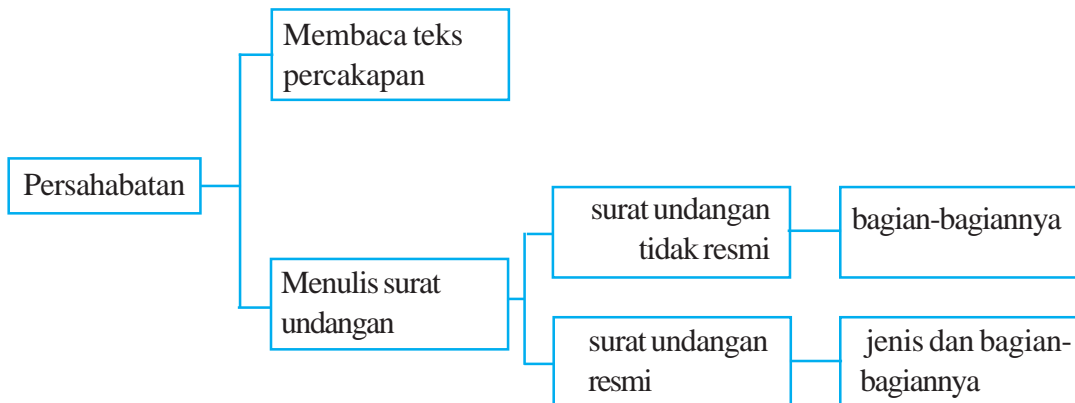 Membaca teks
percakapan
Persahabatan
Menulis surat
undangan
surat undangan
tidak resmi
bagian-bagiannya
surat undangan
resmi
jenis dan bagian-
bagiannya